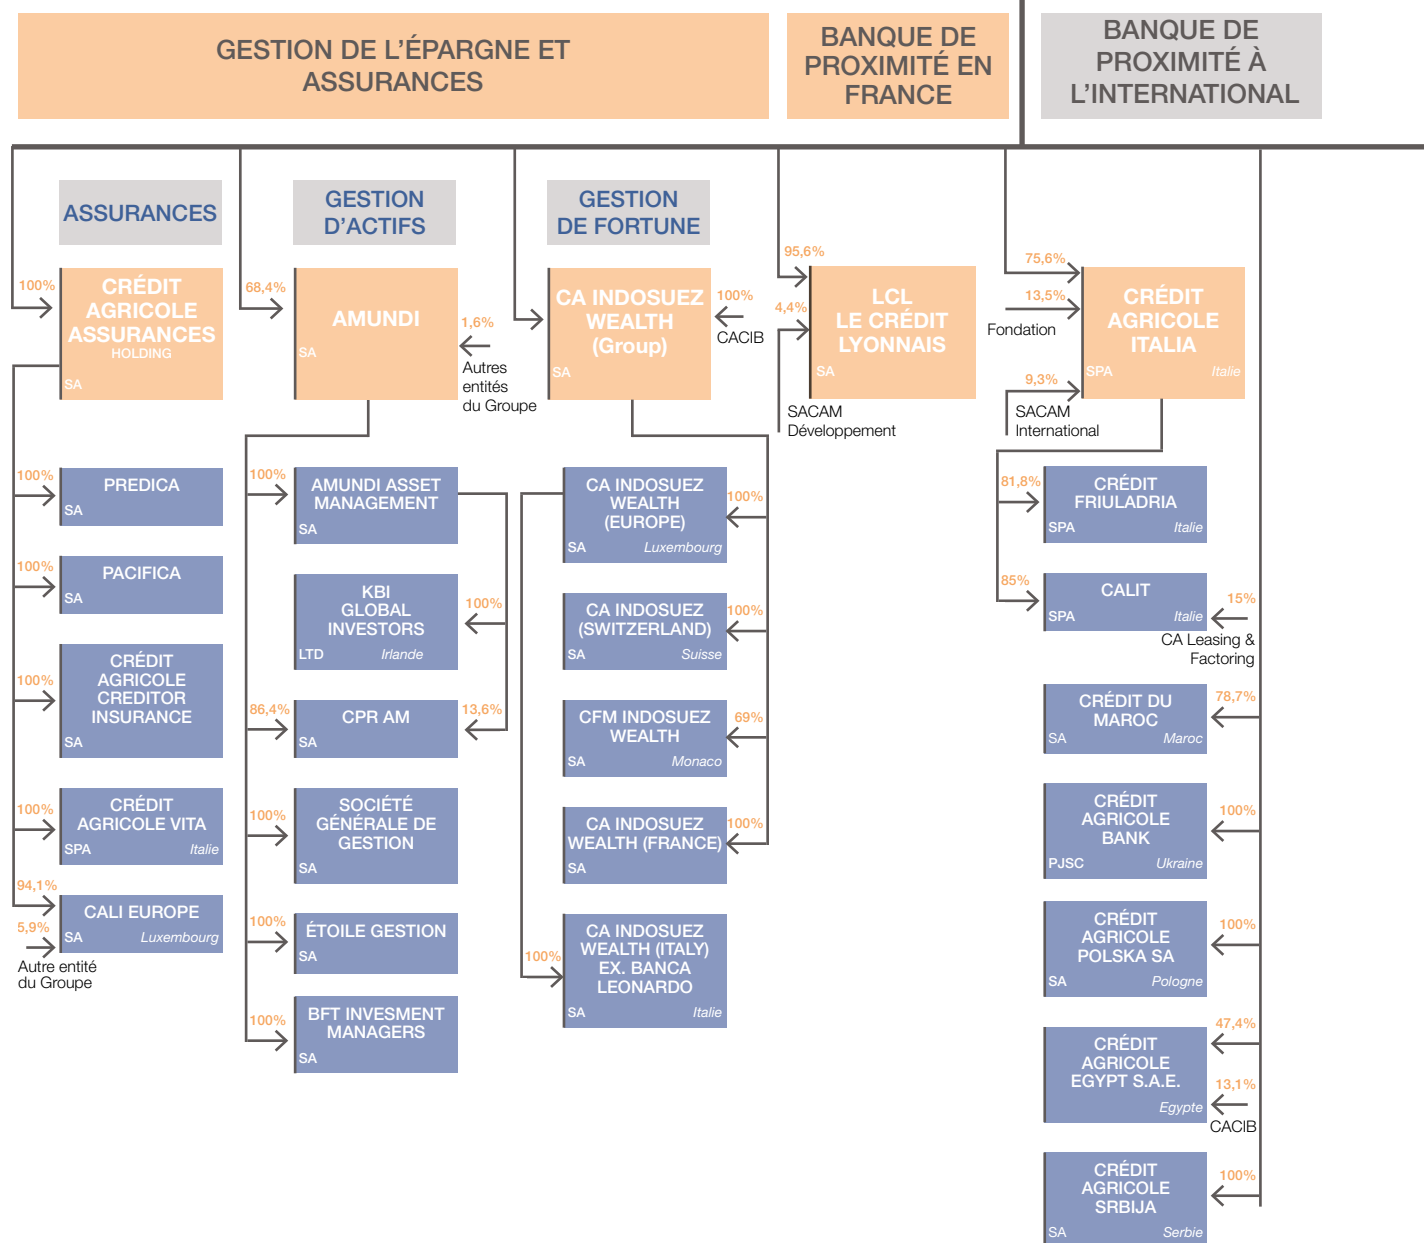 GESTION DE L’ÉPARGNE ET
ASSURANCES
BANQUE DE
PROXIMITÉ EN
FRANCE
BANQUE DE
PROXIMITÉ À
L’INTERNATIONAL
ASSURANCES
100%
CRÉDIT
AGRICOLE
ASSURANCES
HOLDING
SA
100%
PREDICA
SA
100%
PACIFICA
SA
100%
CRÉDIT
AGRICOLE
CREDITOR
INSURANCE
SA
100%
CRÉDIT
AGRICOLE VITA
SPA Italie
94,1%
CALI EUROPE
SA Luxembourg
5,9%
Autre entité
du Groupe
GESTION
D’ACTIFS
68,4%
AMUNDI
SA
1,6%
Autres
entités
du Groupe
100%
AMUNDI ASSET
MANAGEMENT
SA
KBI
GLOBAL
INVESTORS
LTD Irlande
100%
86,4%
CPR AM
SA
13,6%
100%
SOCIÉTÉ
GÉNÉRALE DE
GESTION
SA
100%
ÉTOILE GESTION
SA
100%
BFT INVESMENT
MANAGERS
SA
GESTION
DE FORTUNE
CA INDOSUEZ
WEALTH
(Group)
SA
100%
CACIB
CA INDOSUEZ
WEALTH
(EUROPE)
SA Luxembourg
100%
CA INDOSUEZ
(SWITZERLAND)
SA Suisse
100%
CFM INDOSUEZ
WEALTH
SA Monaco
69%
CA INDOSUEZ
WEALTH (FRANCE)
SA
100%
100%
CA INDOSUEZ
WEALTH (ITALY)
EX. BANCA
LEONARDO
SA Italie
95,6%
4,4%
LCL
LE CRÉDIT
LYONNAIS
SA
SACAM
Développement
75,6%
13,5%
Fondation
9,3%
SACAM
International
CRÉDIT
AGRICOLE
ITALIA
SPA Italie
81,8%
CRÉDIT
FRIULADRIA
SPA Italie
85%
CALIT
SPA Italie
15%
CA Leasing &
Factoring
CRÉDIT DU
MAROC
SA Maroc
78,7%
CRÉDIT
AGRICOLE
BANK
PJSC Ukraine
100%
CRÉDIT
AGRICOLE
POLSKA SA
SA Pologne
100%
CRÉDIT
AGRICOLE
EGYPT S.A.E.
Egypte
47,4%
13,1%
CACIB
CRÉDIT
AGRICOLE
SRBIJA
SA Serbie
100%